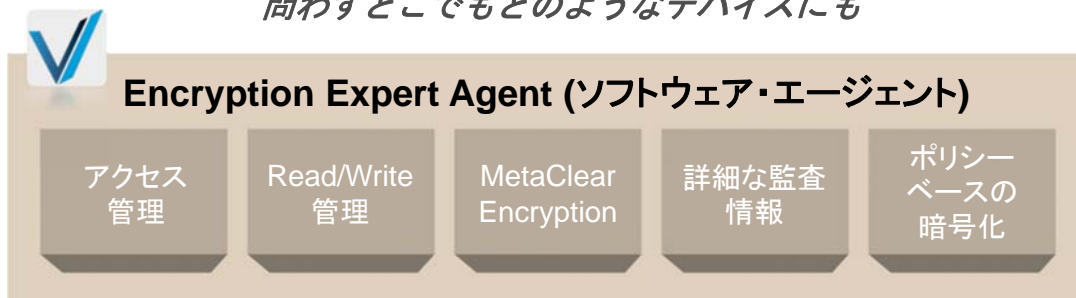 問わずどこでもどのようなデバイスにも
Encryption Expert Agent (ソフトウェア・エージェント)
アクセス
管理
Read/Write
管理
MetaClear
Encryption
詳細な監査
情報
ポリシー
ベースの
暗号化